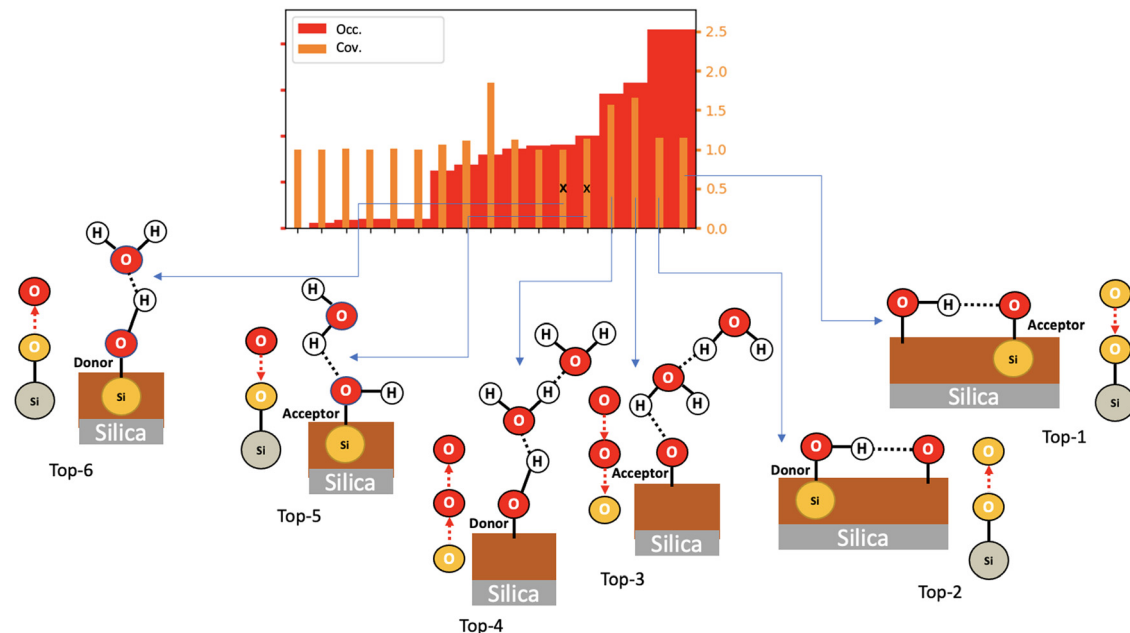 Occ.
Cov.
2.5
2.0
1.5
1.0
0.5
0.0
x
x
H
H
O
H
O
O
O
Donor
Si
Si
Silica
Top-6
H
O
H
O
O
O
H
Acceptor
Si
Si
Silica
Top-5
H
H
O
H
H
O
H
O
O
O
Donor
O
Silica
Top-4
O
H
H
O
H
H
O
O
O
Acceptor
O
Silica
Top-3
O
H
O
Donor
Si
Silica
O
O
Si
Top-2
O
H
O
Acceptor
Si
Silica
O
O
Si
Top-1